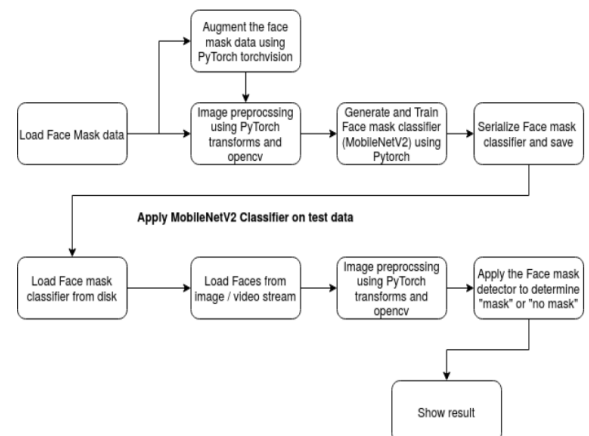 Augment the face
mask data using
PyTorch torchvision
Load Face Mask data
Image preprocssing
using PyTorch
transforms and
opencv
Generate and Train
Face mask classifier
(MobileNetV2) using
Pytorch
Serialize Face mask
classifier and save
Apply MobileNetV2 Classifier on test data
Load Face mask
classifier from disk
Load Faces from
image / video stream
Image preprocssing
using PyTorch
transforms and
opencv
Apply the Face mask
detector to determine
"mask" or "no mask"
Show result